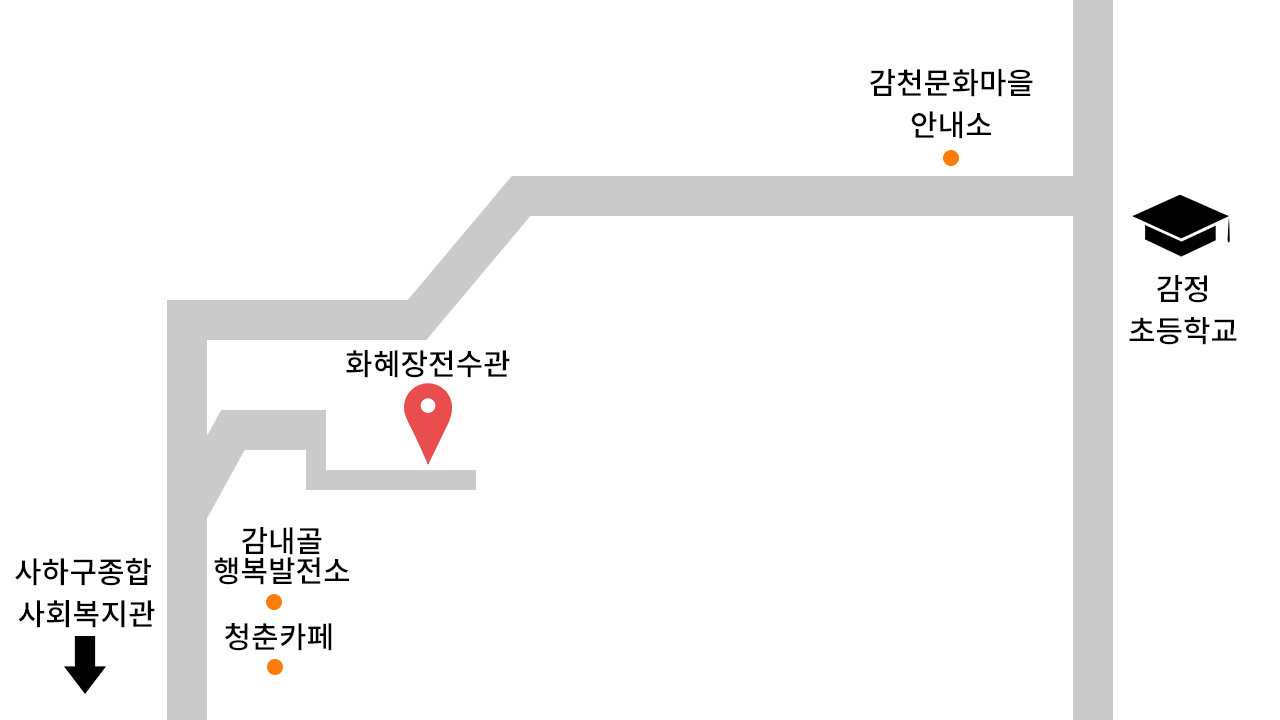 감천문화마을
안내소
감정
초등학교
화혜장전수관
감내골
행복발전소
사하구종합
사회복지관
청춘카페